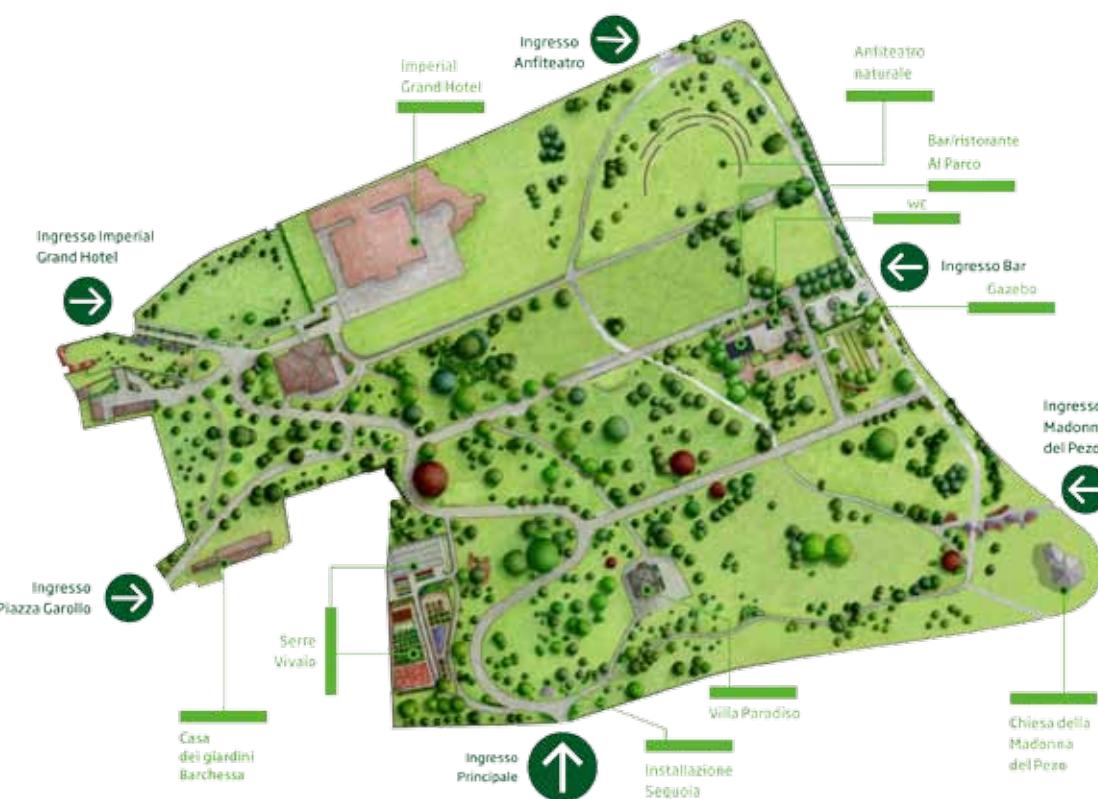 Ingresso
Anfiteatro
Imperial
Grand Hotel
Anfiteatro
naturale
Bar/ristorante
Al Parco
WC
Ingresso Imperial
Grand Hotel
Ingresso Bar
Gazebo
Ingresso
Madonna
del Pezo
Ingresso
Piazza Garollo
Serre
Vivaio
Casa
dei giardini
Barchessa
Ingresso
Principale
Installazione
Sequoia
Villa Paradiso
Chiesa della
Madonna
del Pezo